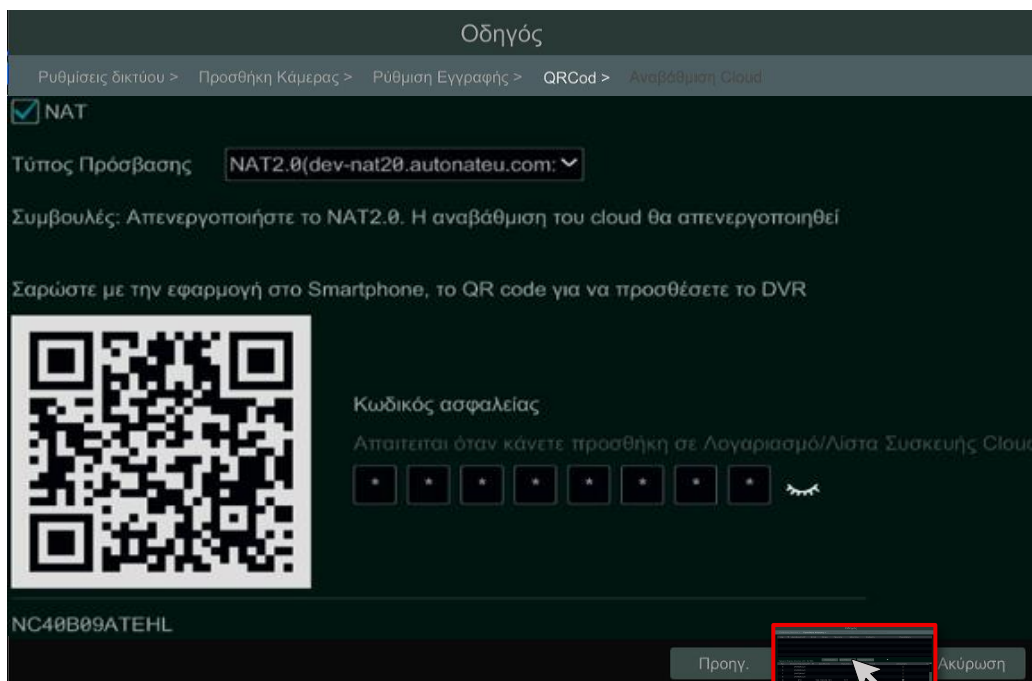 Οδηγός
Ρυθμίσεις δικτύου > Προσθήκη Κάμερας > Ρύθμιση Εγγραφής > QRCod > Αναβάθμιση Cloud
NAT
Τύπος Πρόσβασης NAT2.0(dev-nat20.autonateu.com:
Συμβουλές: Απενεργοποιήστε το NAT2.0. Η αναβάθμιση του cloud θα απενεργοποιηθεί
Σαρώστε με την εφαρμογή στο Smartphone, το QR code για να προσθέσετε το DVR
Κωδικός ασφαλείας
Απαιτειται όταν κάνετε προσθήκη σε Λογαριασμό/Λίστα Συσκευής Cloud
* * * * * * * *
NC40B09ATEHL
Προηγ. Ακύρωση